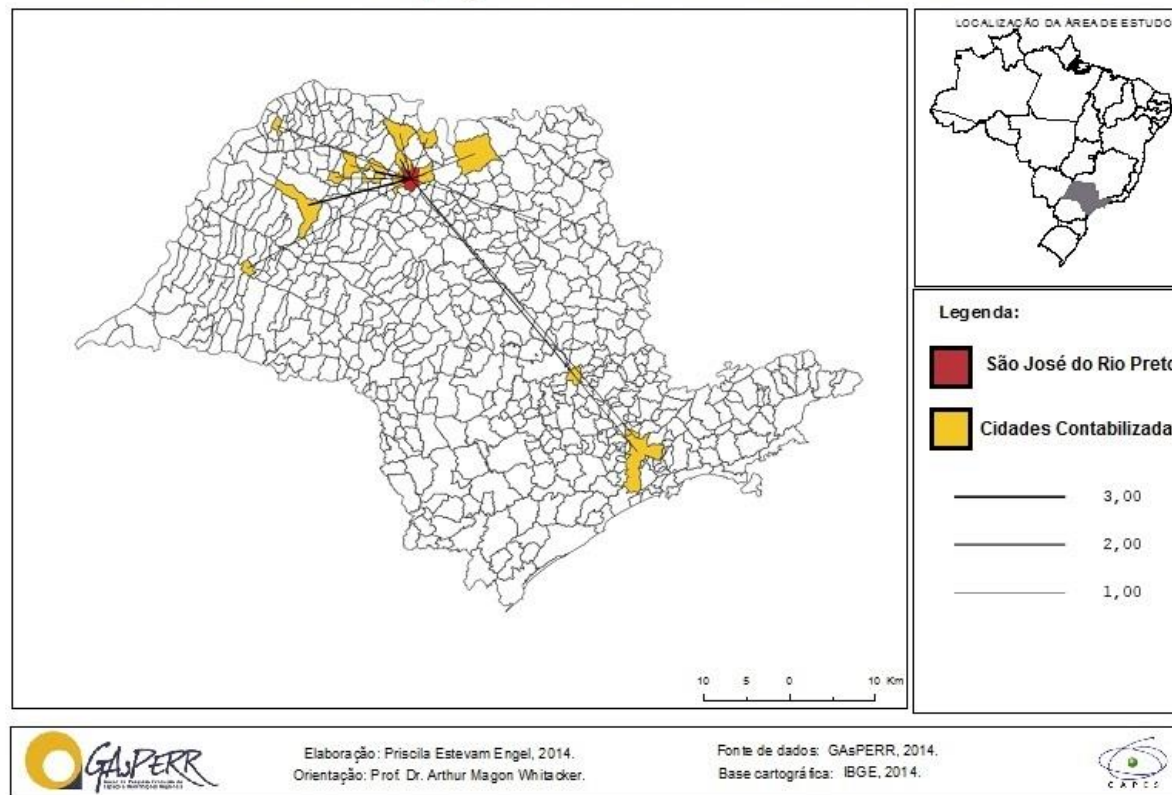 LOCALIZAÇÃO DA ÁREA DE ESTUDO
Legenda:
São José do Rio Preto
Cidades Contabilizada
3,00
2,00
1,00
10 5 0 10 Km
GAsPERR
Elaboração: Priscila Estevam Engel, 2014.
Orientação: Prof. Dr. Arthur Magon Whitacker.
Fonte de dados: GAsPERR, 2014.
Base cartográfica: IBGE, 2014.
CAPES